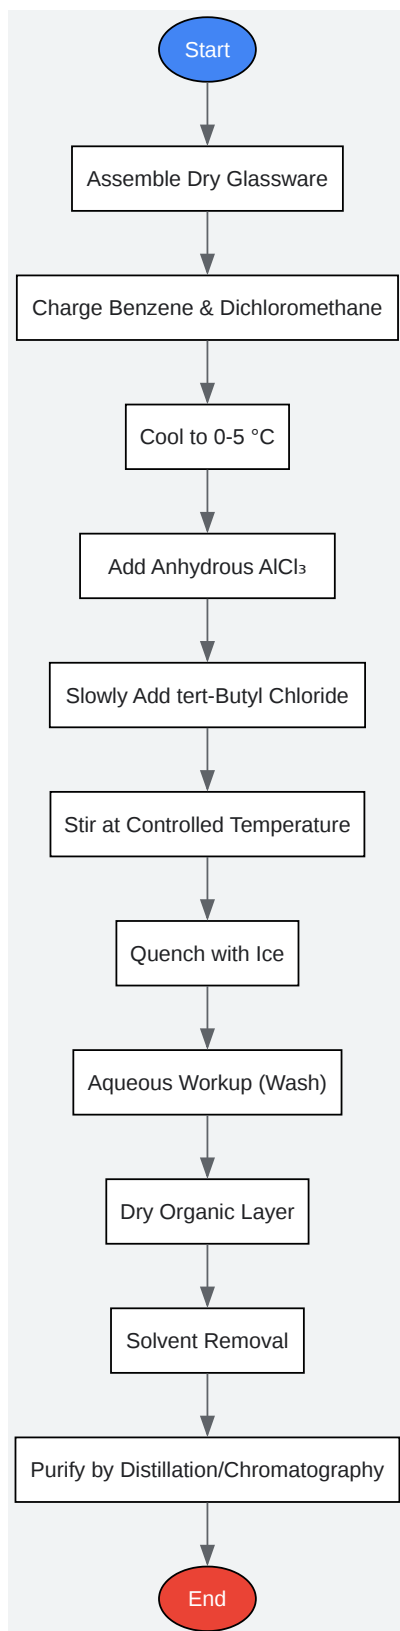 Start
Assemble Dry Glassware
Charge Benzene & Dichloromethane
Cool to 0-5 °C
Add Anhydrous AlCl₃
Slowly Add tert-Butyl Chloride
Stir at Controlled Temperature
Quench with Ice
Aqueous Workup (Wash)
Dry Organic Layer
Solvent Removal
Purify by Distillation/Chromatography
End